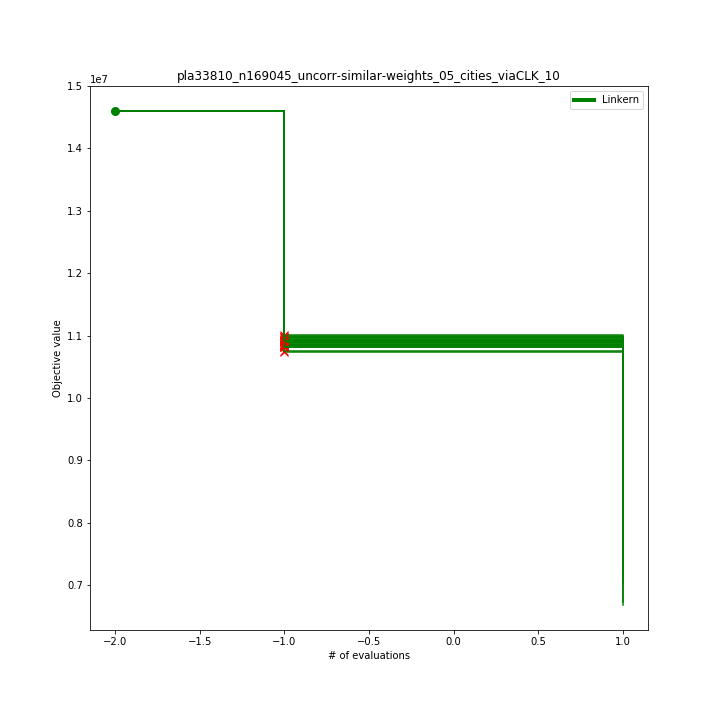 pla33810_n169045_uncorr-similar-weights_05_cities_viaCLK_10
1e7
Linkern
1.5
1.4
1.3
1.2
1.1
1.0
0.9
0.8
0.7
Objective value
−2.0 −1.5 −1.0 −0.5 0.0 0.5 1.0
# of evaluations